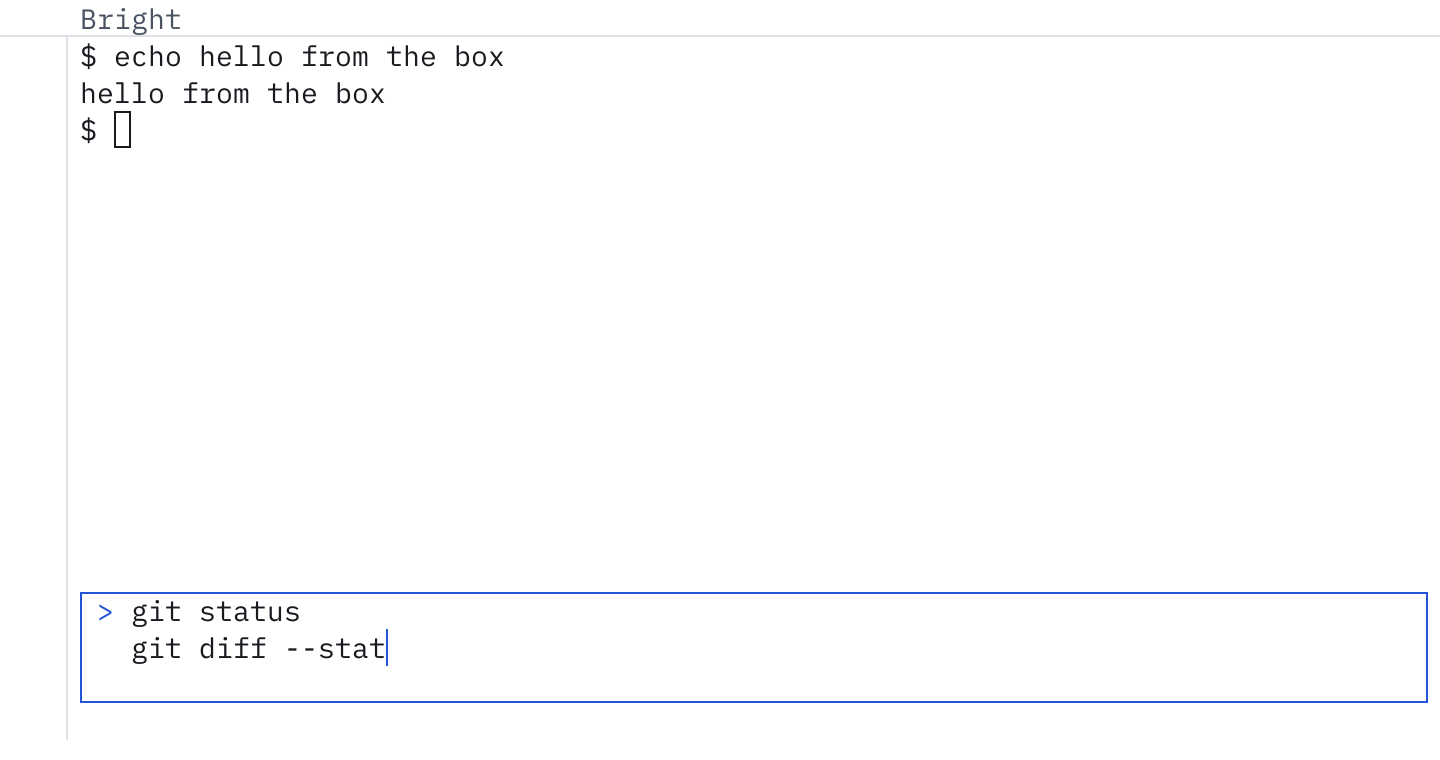 Bright
$ echo hello from the box
hello from the box
$
> git status
git diff --stat